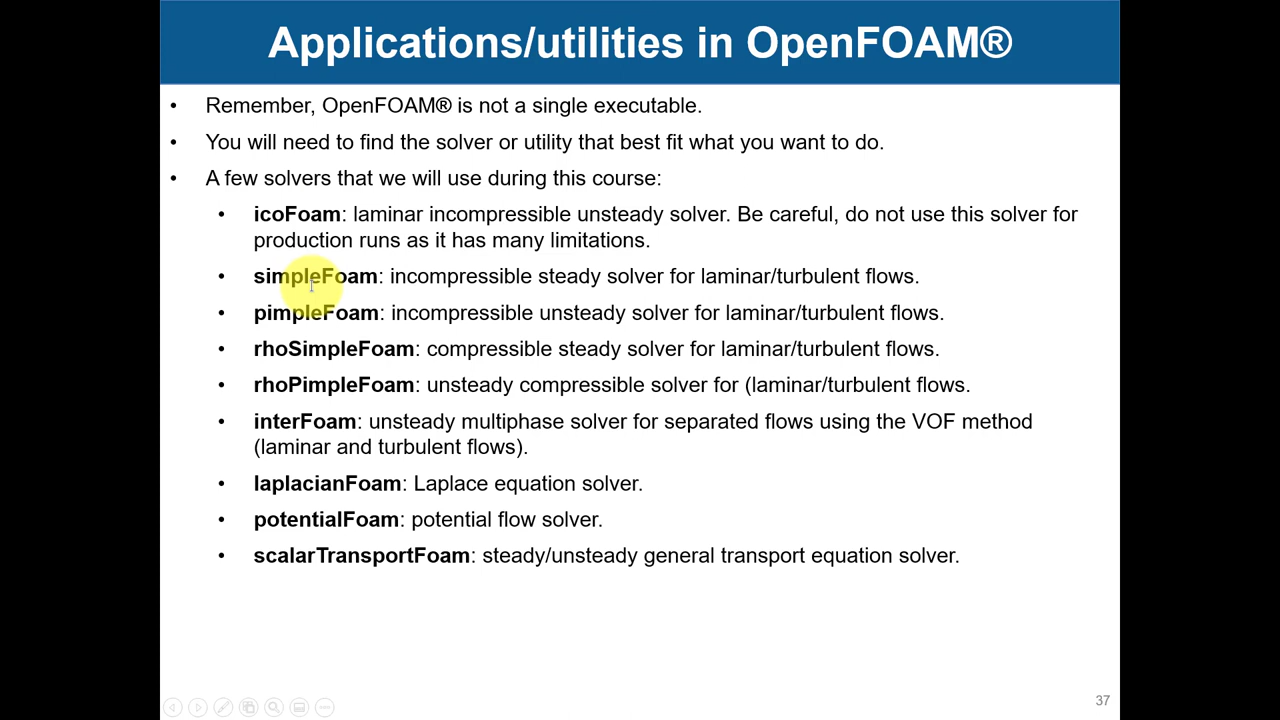 Applications/utilities in OpenFOAM®
• Remember, OpenFOAM® is not a single executable.
• You will need to find the solver or utility that best fit what you want to do.
• A few solvers that we will use during this course:
• icoFoam: laminar incompressible unsteady solver. Be careful, do not use this solver for
production runs as it has many limitations.
• simpleFoam: incompressible steady solver for laminar/turbulent flows.
• pimpleFoam: incompressible unsteady solver for laminar/turbulent flows.
• rhoSimpleFoam: compressible steady solver for laminar/turbulent flows.
• rhoPimpleFoam: unsteady compressible solver for (laminar/turbulent flows.
• interFoam: unsteady multiphase solver for separated flows using the VOF method
(laminar and turbulent flows).
• laplacianFoam: Laplace equation solver.
• potentialFoam: potential flow solver.
• scalarTransportFoam: steady/unsteady general transport equation solver.
37